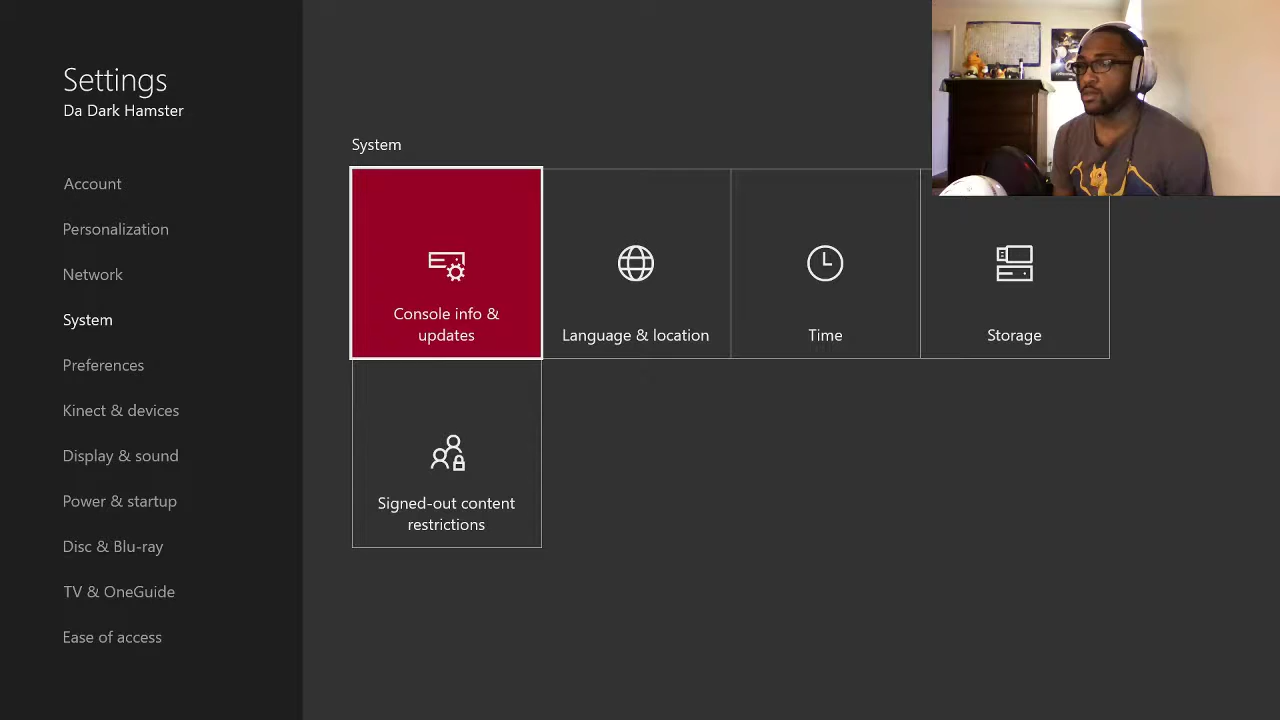 Settings
Da Dark Hamster
Account
Personalization
Network
System
Preferences
Kinect & devices
Display & sound
Power & startup
Disc & Blu-ray
TV & OneGuide
Ease of access
System
Console info &
updates
Language & location
Time
Storage
Signed-out content
restrictions